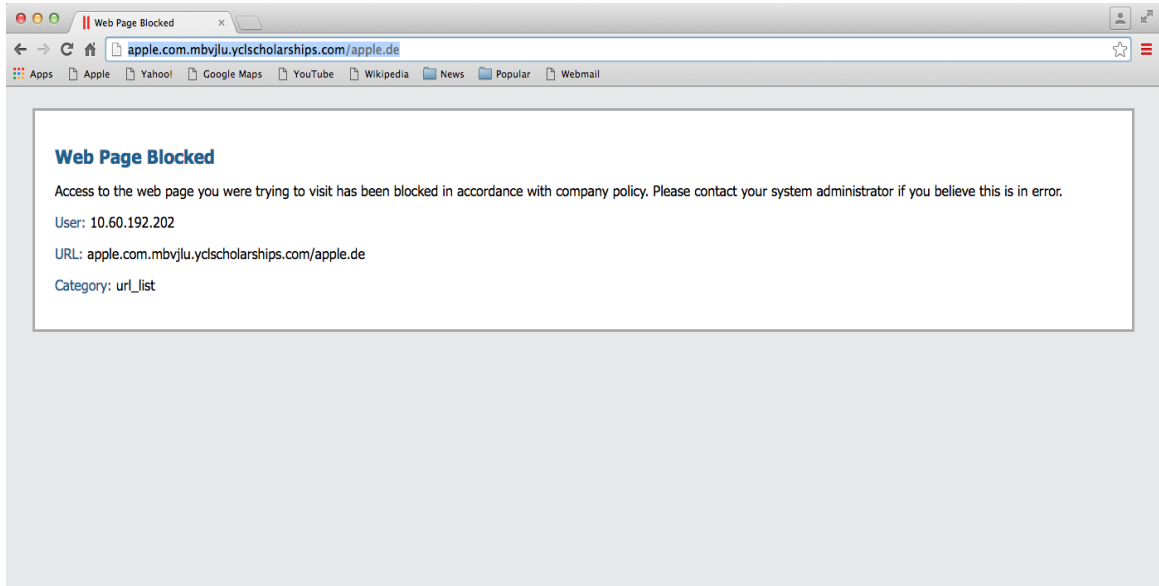 Web Page Blocked
apple.com.mbvjlu.yclscholarships.com/apple.de
Apps Apple Yahoo! Google Maps YouTube Wikipedia News Popular Webmail
Web Page Blocked
Access to the web page you were trying to visit has been blocked in accordance with company policy. Please contact your system administrator if you believe this is in error.
User: 10.60.192.202
URL: apple.com.mbvjlu.yclscholarships.com/apple.de
Category: url_list